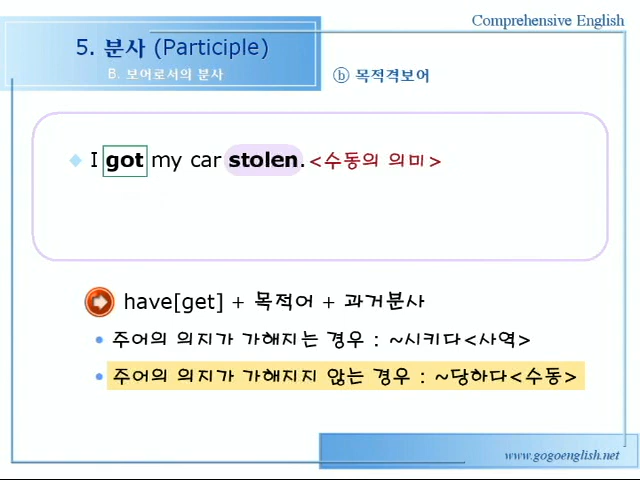 Comprehensive English
5. 분사 (Participle)
B. 보어로서의 분사
ⓑ 목적격보어
I got my car stolen.<수동의 의미>
have[get] + 목적어 + 과거분사
주어의 의지가 가해지는 경우 : ~시키다<사역>
주어의 의지가 가해지지 않는 경우 : ~당하다<수동>
www.gogoenglish.net